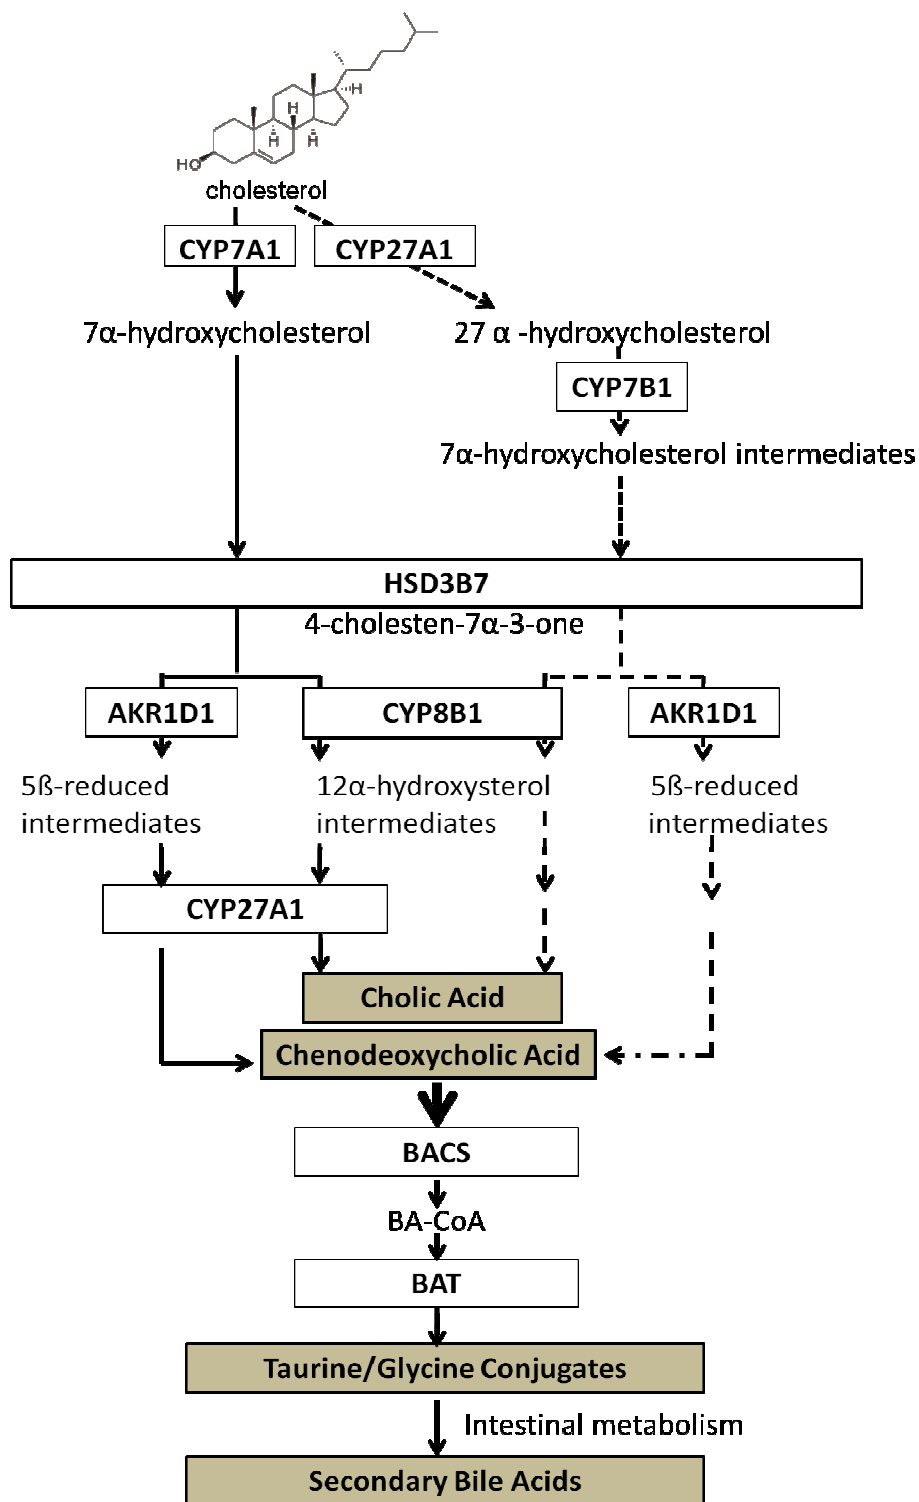 H
H
H
H
HO
cholesterol
CYP7A1
CYP27A1
7α-hydroxycholesterol
27 α -hydroxycholesterol
CYP7B1
7α-hydroxycholesterol intermediates
HSD3B7
4-cholesten-7α-3-one
AKR1D1
CYP8B1
AKR1D1
5ß-reduced
intermediates
12α-hydroxysterol
intermediates
5ß-reduced
intermediates
CYP27A1
Cholic Acid
Chenodeoxycholic Acid
BACS
BA-CoA
BAT
Taurine/Glycine Conjugates
Intestinal metabolism
Secondary Bile Acids